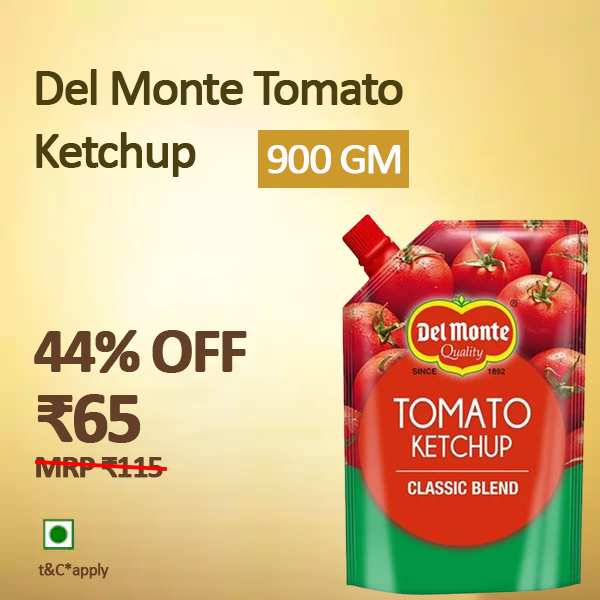 Del Monte Tomato
Ketchup
900 GM
44% OFF
₹65
MRP ₹115
t&C*apply
Del Monte
®
Quality
SINCE 1892
TOMATO
KETCHUP
CLASSIC BLEND